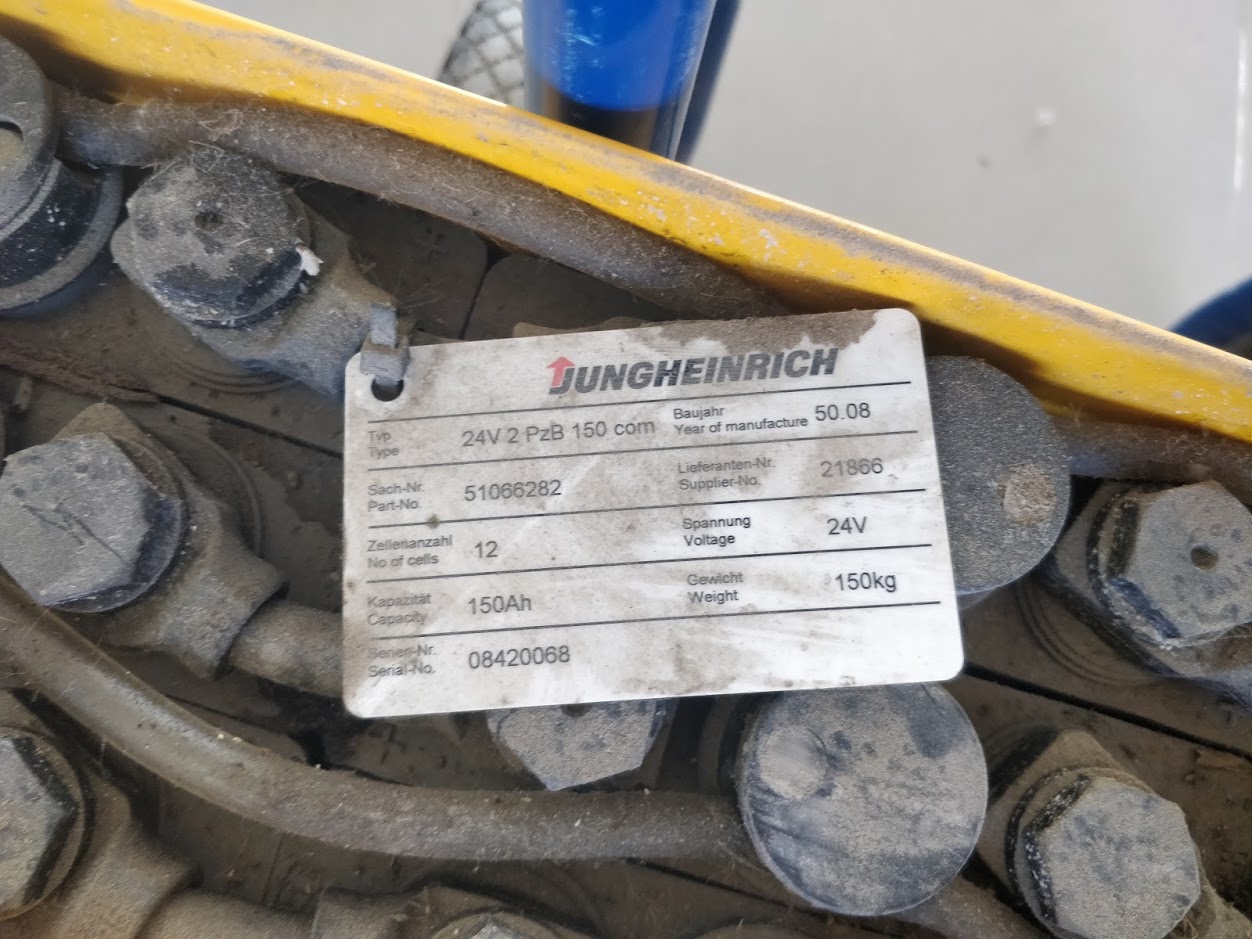 JUNGHEINRICH
Typ
Type
24V 2 PzB 150 com
Baujahr
Year of manufacture
50.08
Sach-Nr.
Part-No.
51066282
Lieferanten-Nr.
Supplier-No.
21866
Zellenanzahl
No of cells
12
Spannung
Voltage
24V
Kapazität
Capacity
150Ah
Gewicht
Weight
150kg
Serien-Nr.
Serial-No.
08420068